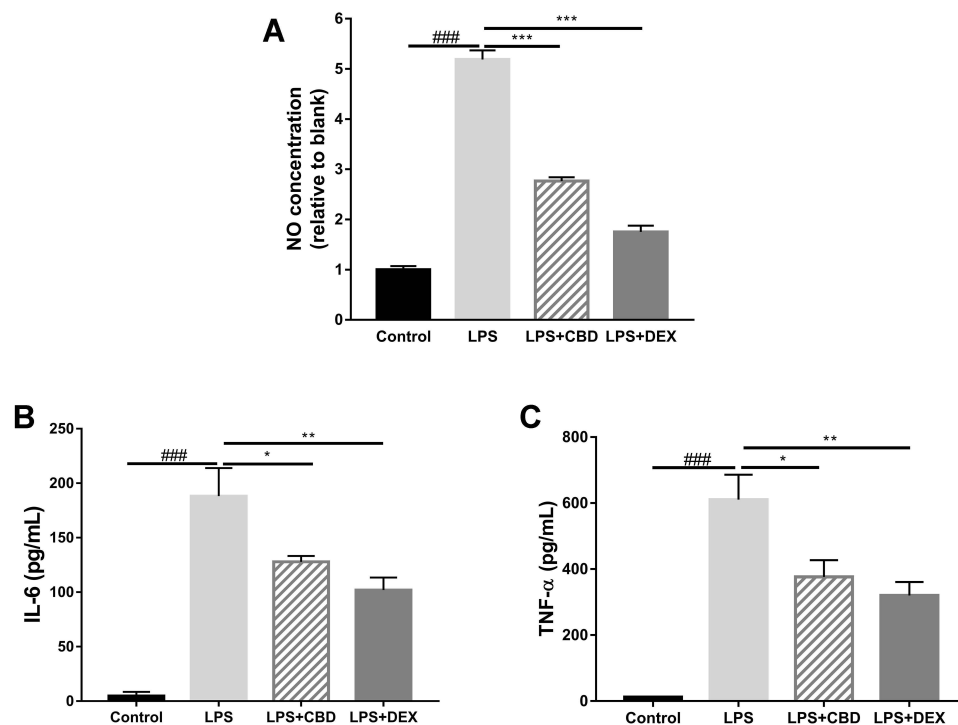 A
NO concentration
(relative to blank)
6
5
4
3
2
1
0
###
***
***
Control LPS LPS+CBD LPS+DEX
B
IL-6 (pg/mL)
250
200
150
100
50
0
###
**
*
Control LPS LPS+CBD LPS+DEX
C
TNF-α (pg/mL)
800
600
400
200
0
###
**
*
Control LPS LPS+CBD LPS+DEX